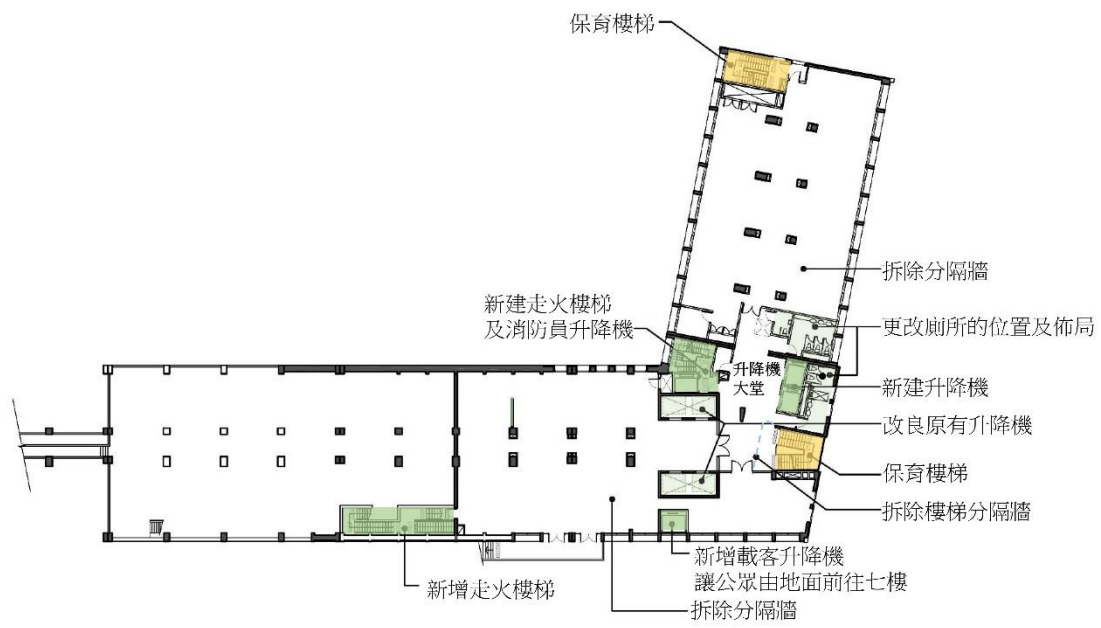 保育樓梯
拆除分隔牆
新建走火樓梯
及消防員升降機
更改廁所的位置及佈局
升降機
大堂
新建升降機
改良原有升降機
保育樓梯
拆除樓梯分隔牆
新增載客升降機
讓公眾由地面前往七樓
新增走火樓梯
拆除分隔牆